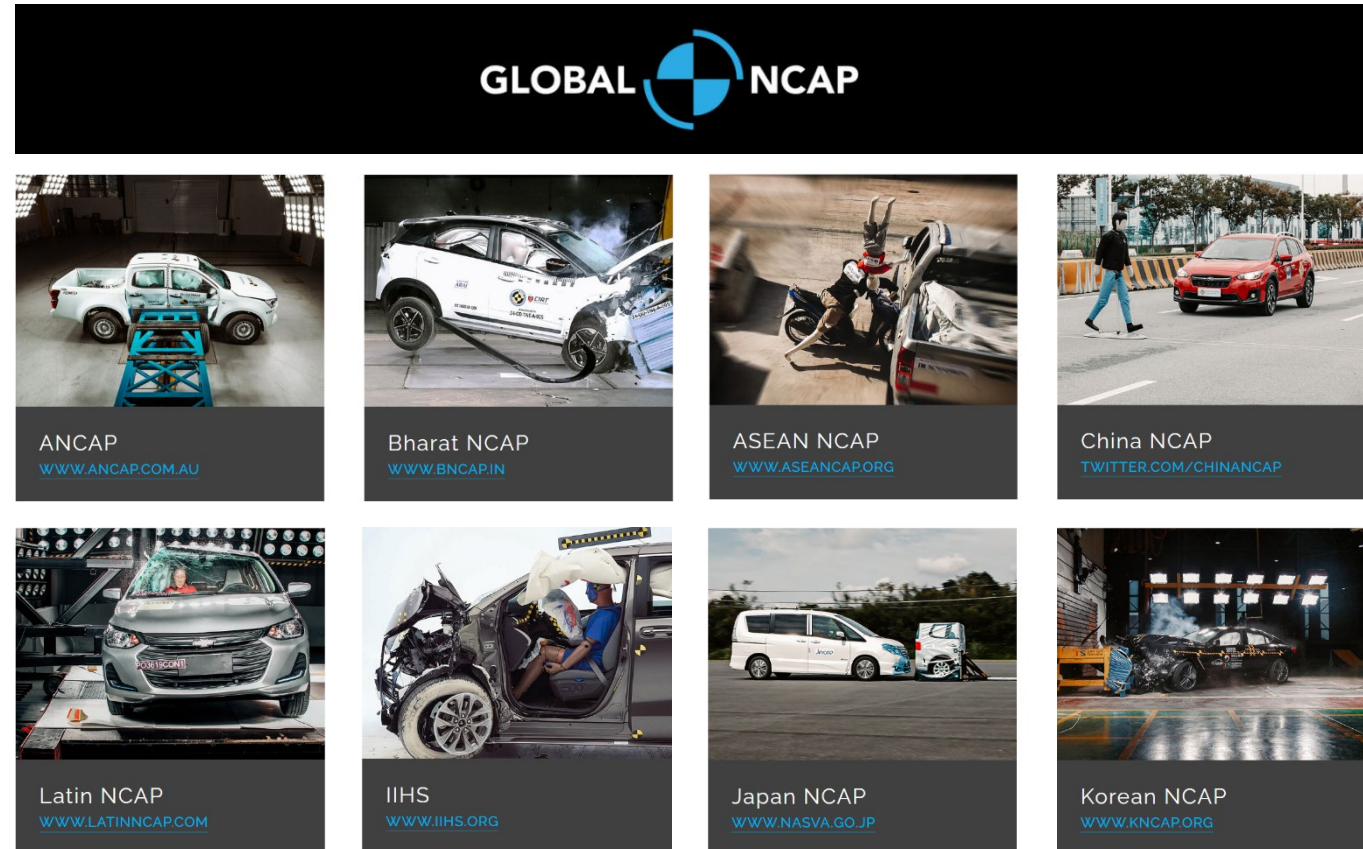 GLOBAL NCAP
ANCAP
WWW.ANCAP.COM.AU
Bharat NCAP
WWW.BNCAP.IN
ASEAN NCAP
WWW.ASEANCAP.ORG
China NCAP
TWITTER.COM/CHINANCAP
Latin NCAP
WWW.LATINNCAP.COM
IIHS
WWW.IIHS.ORG
Japan NCAP
WWW.NASVA.GO.JP
Korean NCAP
WWW.KNCAP.ORG